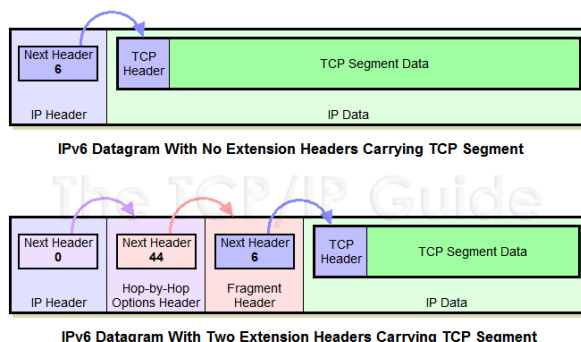 Next Header
6
TCP
Header
TCP Segment Data
IP Header
IP Data
IPv6 Datagram With No Extension Headers Carrying TCP Segment
The TCP/IP Guide
Next Header
0
Next Header
44
Next Header
6
TCP
Header
TCP Segment Data
IP Header
Hop-by-Hop
Options Header
Fragment
Header
IP Data
IPv6 Datagram With Two Extension Headers Carrying TCP Segment